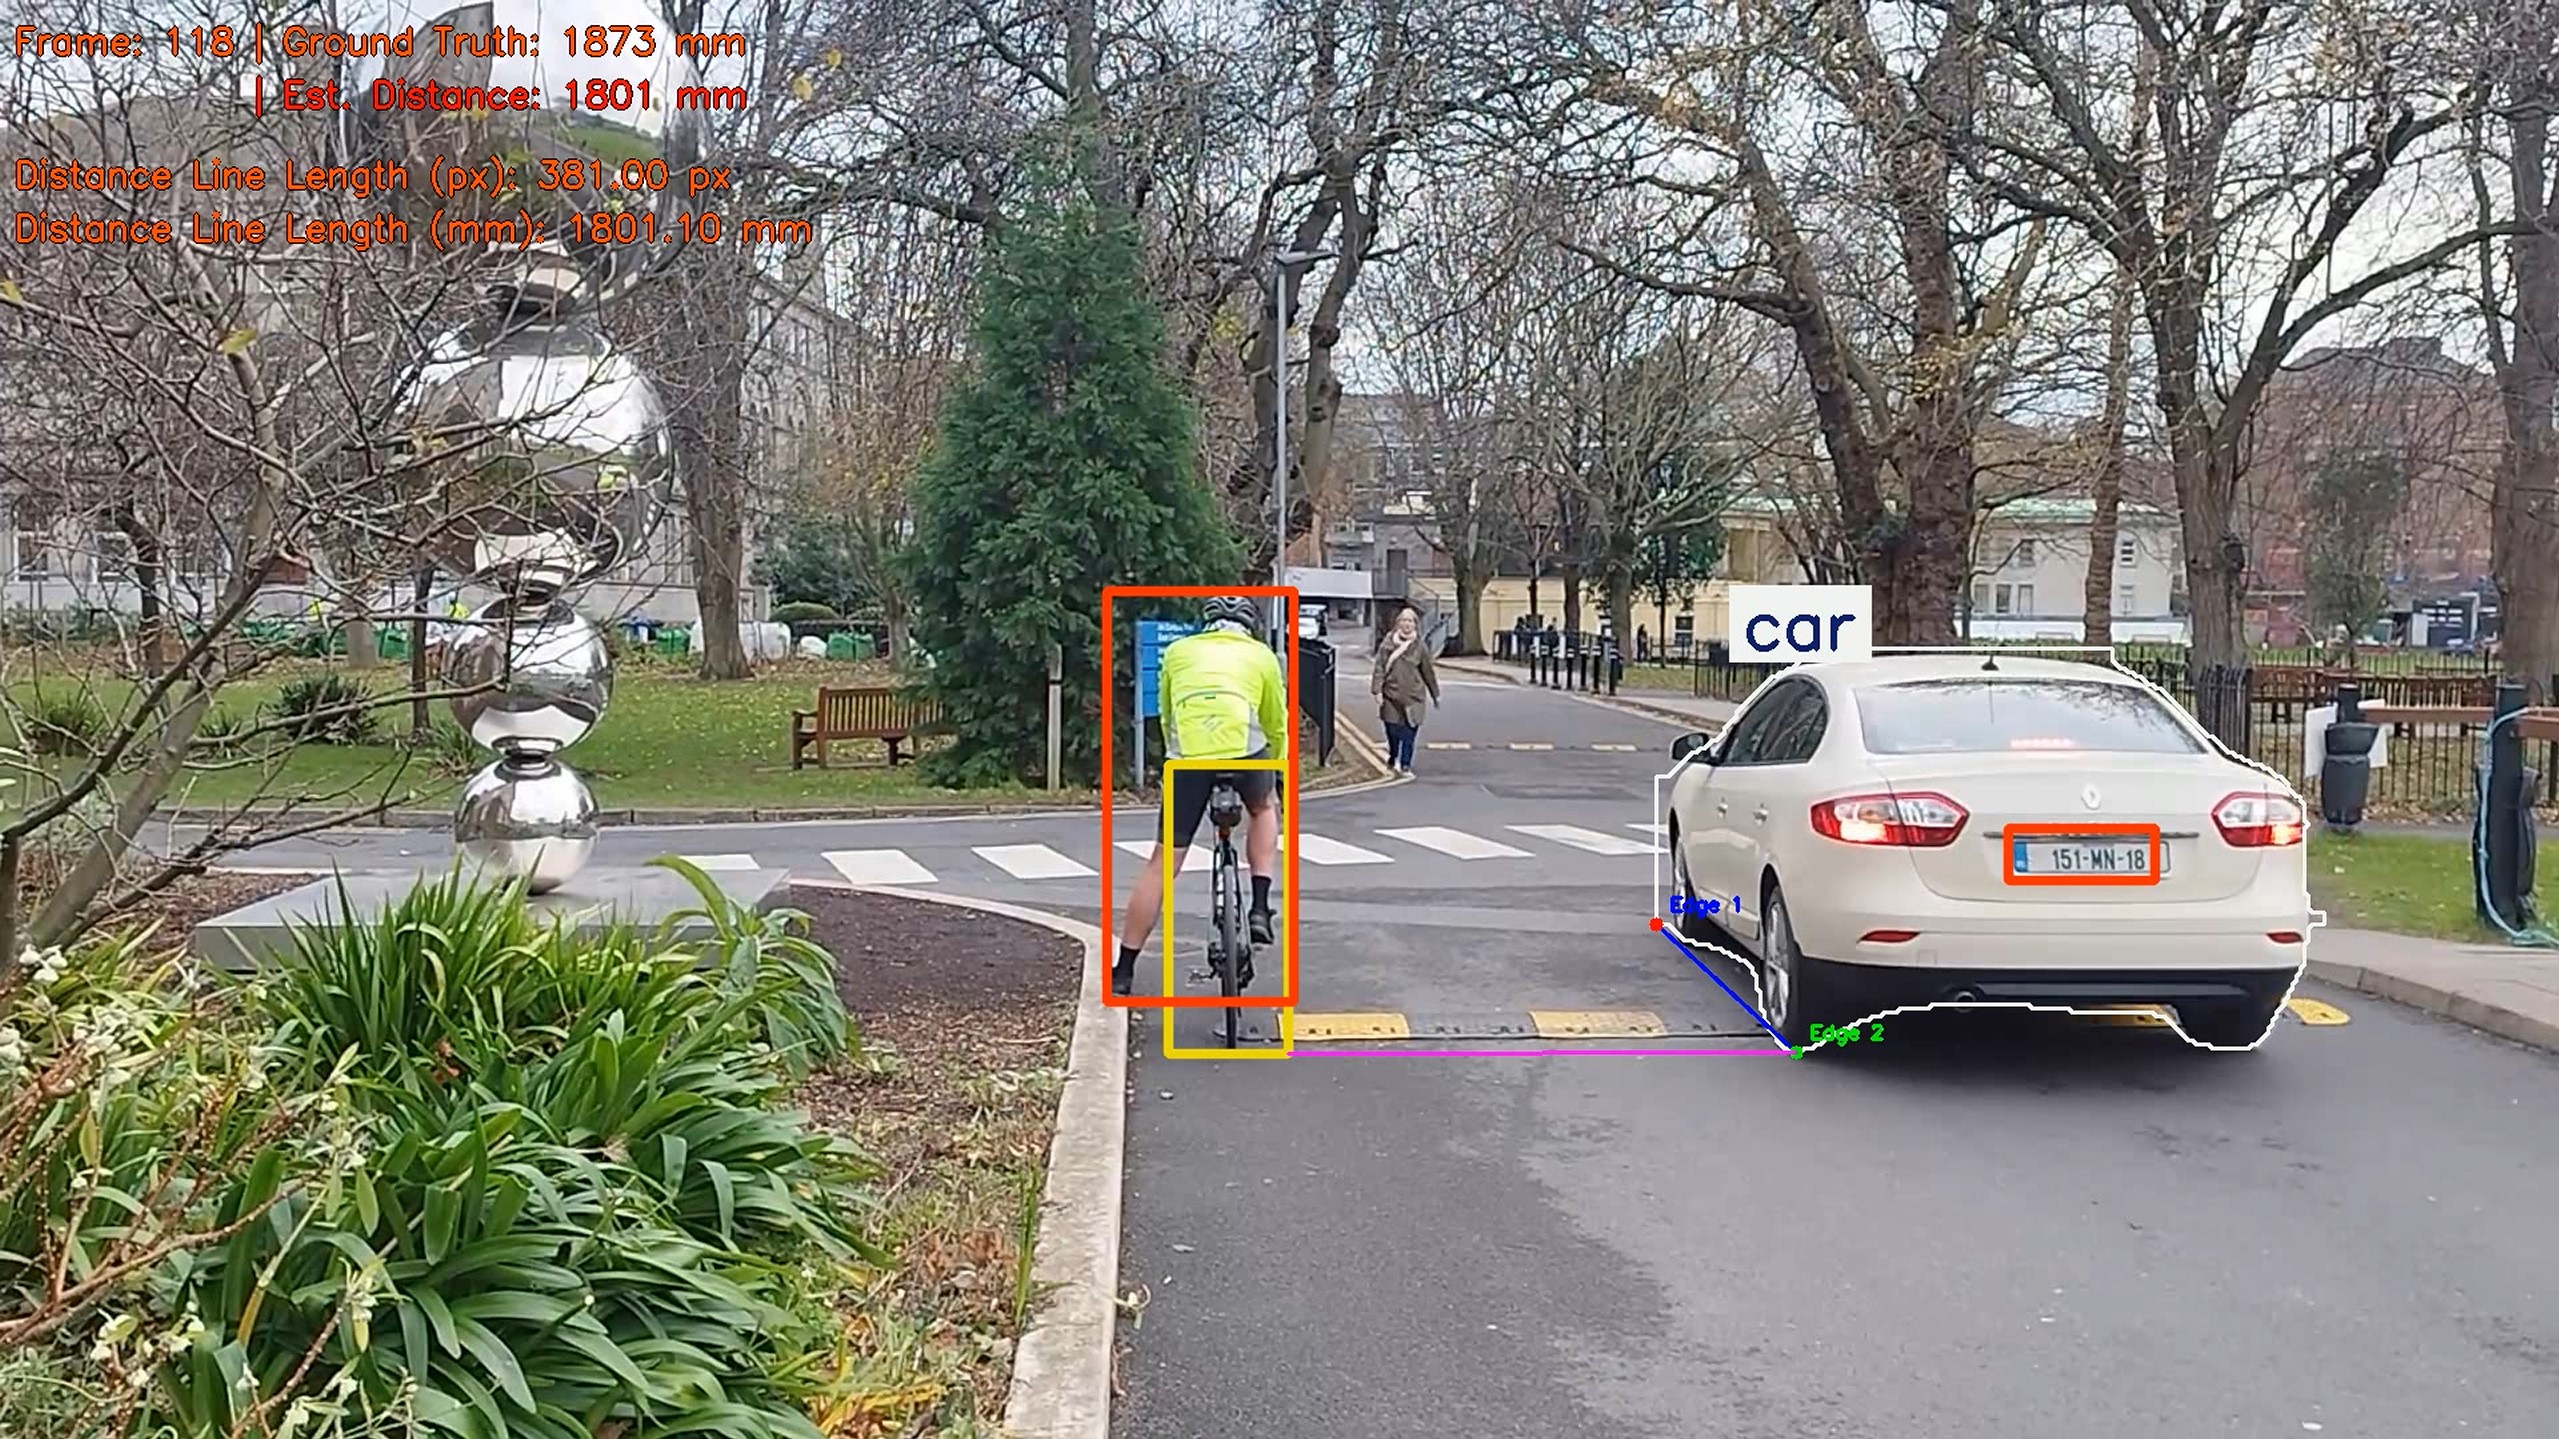 Frame: 118 | Ground Truth: 1873 mm
| Est. Distance: 1801 mm
Distance Line Length (px): 381.00 px
Distance Line Length (mm): 1801.10 mm
car
151-MN-18
Edge 1
Edge 2